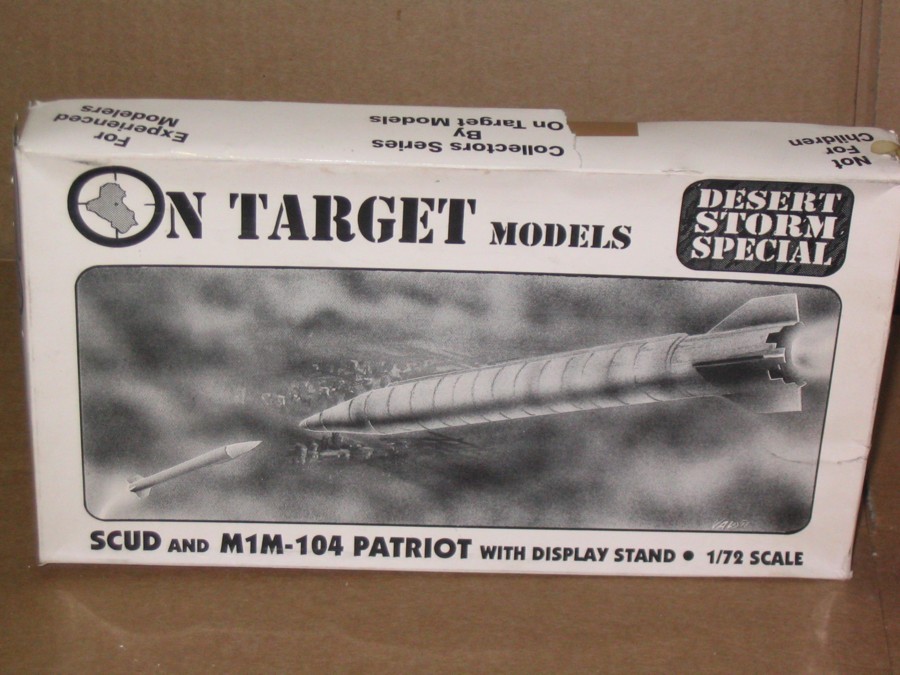 For
Experienced
Modelers
Collectors Series
By
On Target Models
Not
For
Children
ON TARGET MODELS
DESERT
STORM
SPECIAL
SCUD AND M1M-104 PATRIOT WITH DISPLAY STAND • 1/72 SCALE